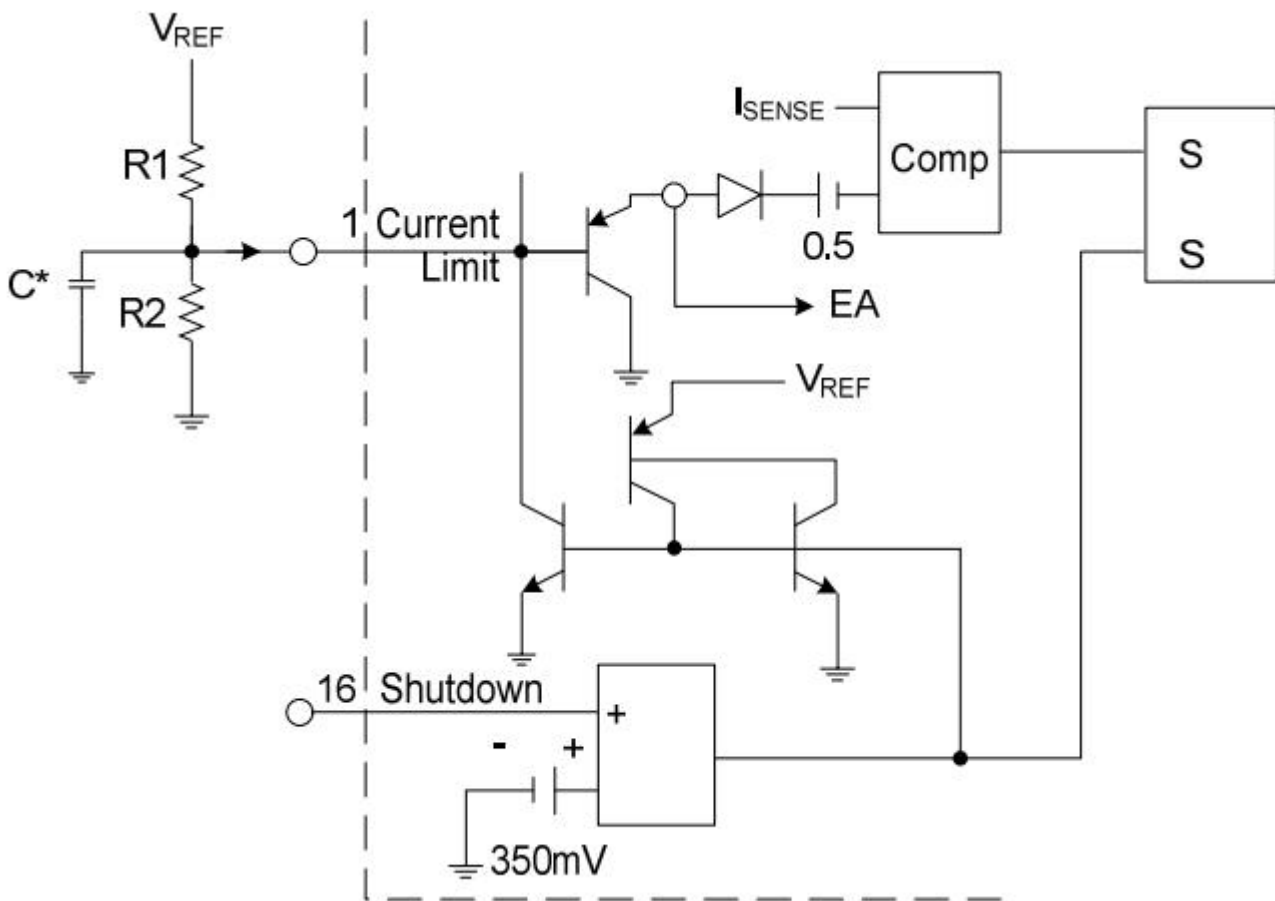 VREF
R1
C*
R2
1 Current
Limit
ISENSE
Comp
0.5
S
S
EA
VREF
16 Shutdown
+
- +
350mV